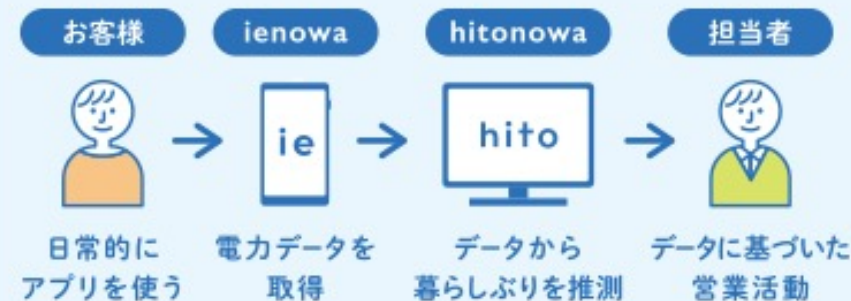 お客様
ienowa
hitonowa
担当者
ie
hito
日常的に
アプリを使う
電力データを
取得
データから
暮らしぶりを推測
データに基づいた
営業活動